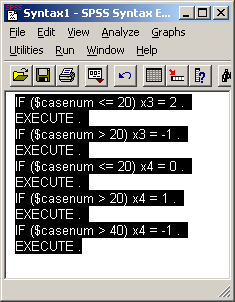 Syntax1 - SPSS Syntax E...
File Edit View Analyze Graphs
Utilities Run Window Help
IF ($casenum <= 20) x3 = 2 .
EXECUTE .
IF ($casenum > 20) x3 = -1 .
EXECUTE .
IF ($casenum <= 20) x4 = 0 .
EXECUTE .
IF ($casenum > 20) x4 = 1 .
EXECUTE .
IF ($casenum > 40) x4 = -1 .
EXECUTE .